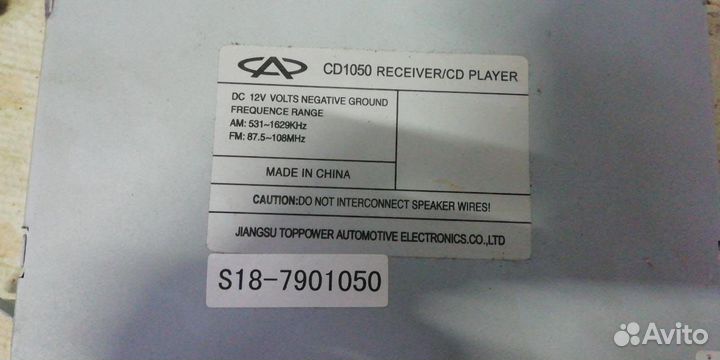 CD1050 RECEIVER/CD PLAYER
DC 12V VOLTS NEGATIVE GROUND
FREQUENCE RANGE
AM: 531~1629KHz
FM: 87.5~108MHz
MADE IN CHINA
CAUTION:DO NOT INTERCONNECT SPEAKER WIRES!
JIANGSU TOPPOWER AUTOMOTIVE ELECTRONICS.CO.,LTD
S18-7901050
Avito